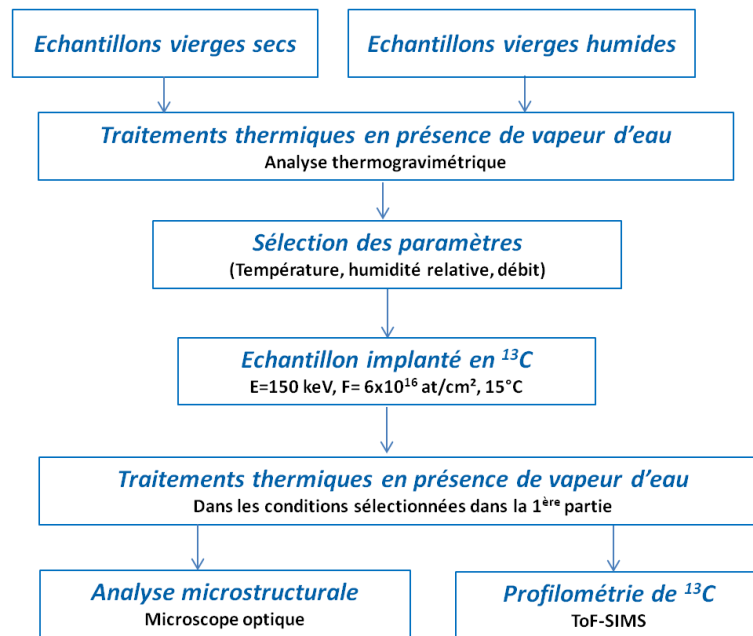 Echantillons vierges secs
Echantillons vierges humides
Traitements thermiques en présence de vapeur d'eau
Analyse thermogravimétrique
Sélection des paramètres
(Température, humidité relative, débit)
Echantillon implanté en ¹³C
E=150 keV, F= 6x10¹⁶ at/cm², 15°C
Traitements thermiques en présence de vapeur d'eau
Dans les conditions sélectionnées dans la 1ère partie
Analyse microstructurale
Microscope optique
Profilométrie de ¹³C
ToF-SIMS